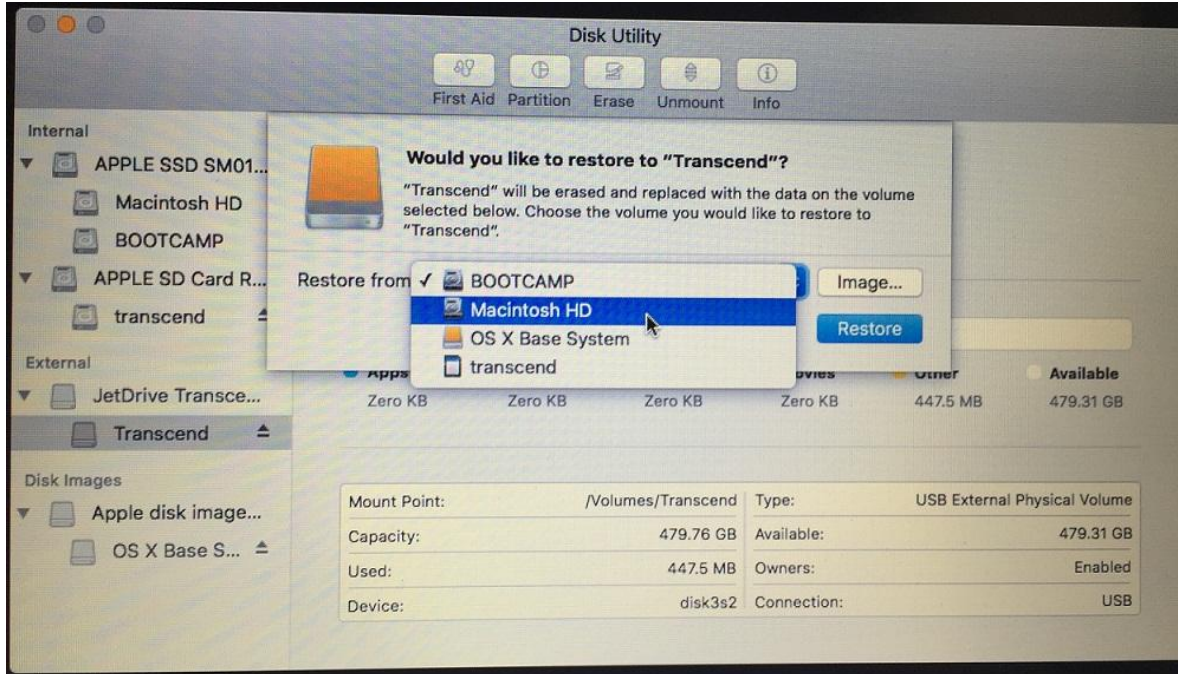 Disk Utility
First Aid Partition Erase Unmount Info
Internal
APPLE SSD SM01...
Macintosh HD
BOOTCAMP
APPLE SD Card R...
transcend
External
JetDrive Transce...
Transcend
Disk Images
Apple disk image...
OS X Base S...
Would you like to restore to "Transcend"?
"Transcend" will be erased and replaced with the data on the volume
selected below. Choose the volume you would like to restore to
"Transcend".
Restore from ✓ BOOTCAMP
Macintosh HD
OS X Base System
transcend
Image...
Restore
Apps Movies Other Available
Zero KB Zero KB Zero KB Zero KB 447.5 MB 479.31 GB
Mount Point: /Volumes/Transcend Type: USB External Physical Volume
Capacity: 479.76 GB Available: 479.31 GB
Used: 447.5 MB Owners: Enabled
Device: disk3s2 Connection: USB